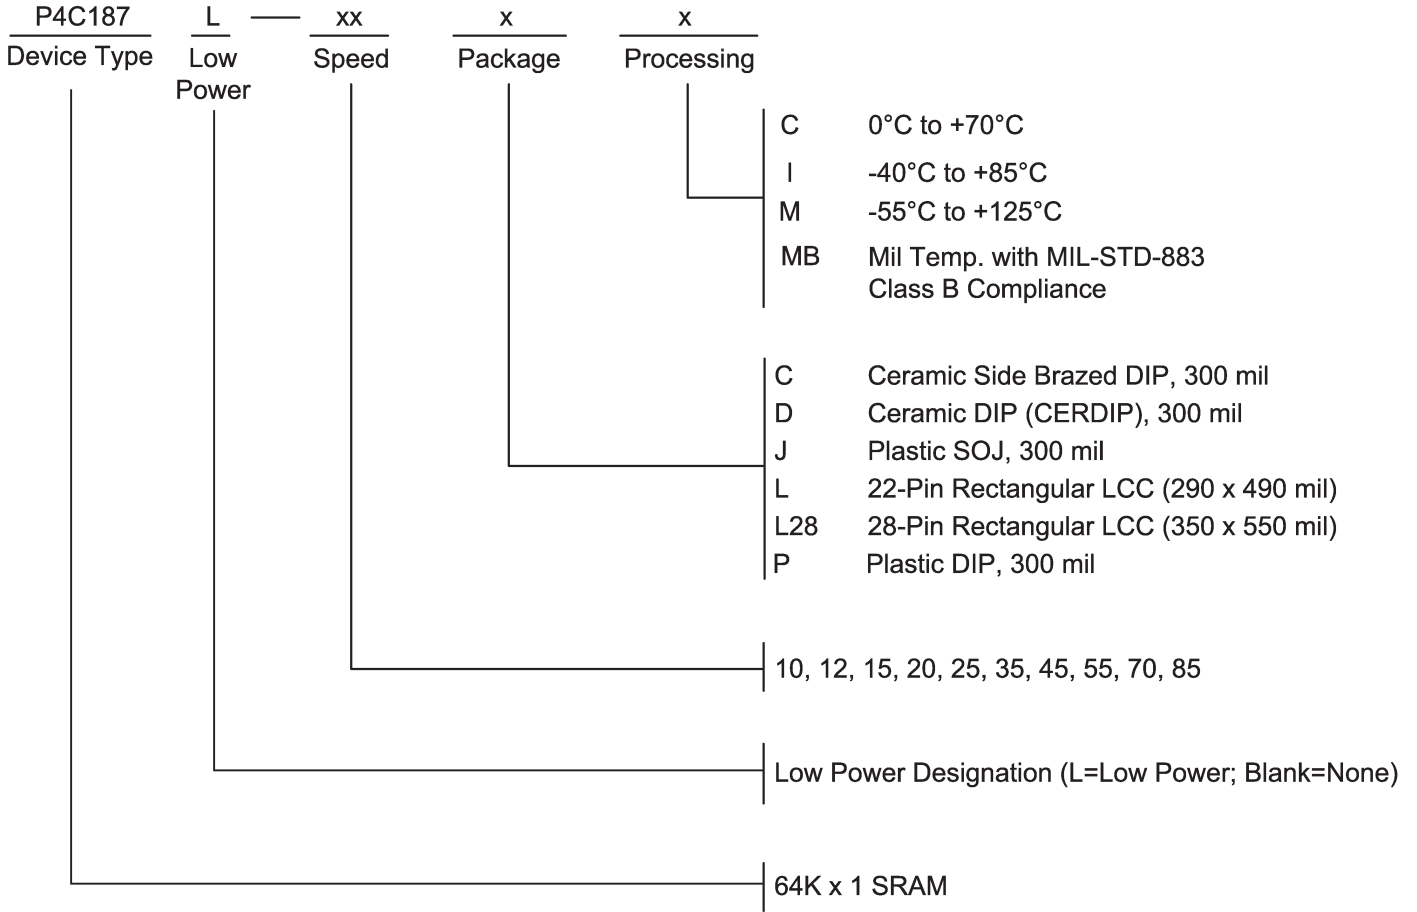 P4C187 L xx x x
Device Type Low Power Speed Package Processing
C 0°C to +70°C
I -40°C to +85°C
M -55°C to +125°C
MB Mil Temp. with MIL-STD-883
Class B Compliance
C Ceramic Side Brazed DIP, 300 mil
D Ceramic DIP (CERDIP), 300 mil
J Plastic SOJ, 300 mil
L 22-Pin Rectangular LCC (290 x 490 mil)
L28 28-Pin Rectangular LCC (350 x 550 mil)
P Plastic DIP, 300 mil
10, 12, 15, 20, 25, 35, 45, 55, 70, 85
Low Power Designation (L=Low Power; Blank=None)
64K x 1 SRAM